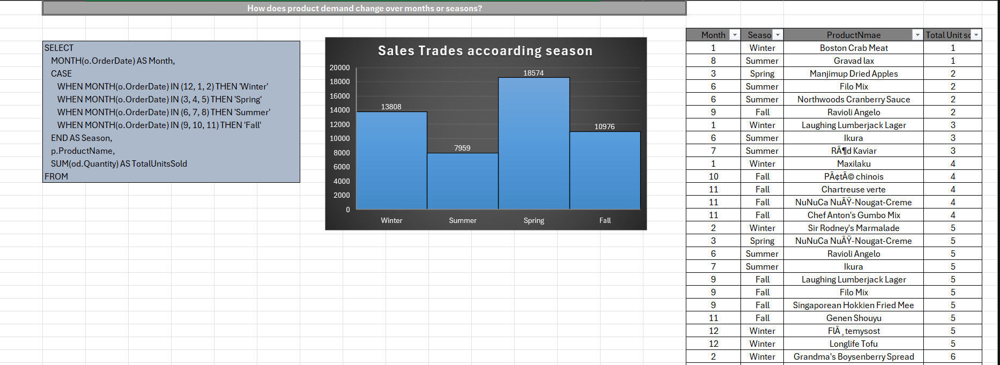 How does product demand change over months or seasons?
SELECT
MONTH(o.OrderDate) AS Month,
CASE
WHEN MONTH(o.OrderDate) IN (12, 1, 2) THEN 'Winter'
WHEN MONTH(o.OrderDate) IN (3, 4, 5) THEN 'Spring'
WHEN MONTH(o.OrderDate) IN (6, 7, 8) THEN 'Summer'
WHEN MONTH(o.OrderDate) IN (9, 10, 11) THEN 'Fall'
END AS Season,
p.ProductName,
SUM(od.Quantity) AS TotalUnitsSold
FROM
Sales Trades accoarding season
20000
18000
16000
14000
12000
10000
8000
6000
4000
2000
0
13808
7959
18574
10976
Winter Summer Spring Fall
Month Seaso ProductNmae Total Unit so
1 Winter Boston Crab Meat 1
8 Summer Gravad lax 1
3 Spring Manjimup Dried Apples 2
6 Summer Filo Mix 2
6 Summer Northwoods Cranberry Sauce 2
9 Fall Ravioli Angelo 2
1 Winter Laughing Lumberjack Lager 3
6 Summer Ikura 3
7 Summer RÃ¶d Kaviar 3
1 Winter Maxilaku 4
10 Fall PÃ¢tÃ© chinois 4
11 Fall Chartreuse verte 4
11 Fall NuNuCa NuÃŸ-Nougat-Creme 4
11 Fall Chef Anton's Gumbo Mix 4
2 Winter Sir Rodney's Marmalade 5
3 Spring NuNuCa NuÃŸ-Nougat-Creme 5
6 Summer Ravioli Angelo 5
7 Summer Ikura 5
9 Fall Laughing Lumberjack Lager 5
9 Fall Filo Mix 5
9 Fall Singaporean Hokkien Fried Mee 5
11 Fall Genen Shouyu 5
12 Winter FlÃ¸temysost 5
12 Winter Longlife Tofu 5
2 Winter Grandma's Boysenberry Spread 6